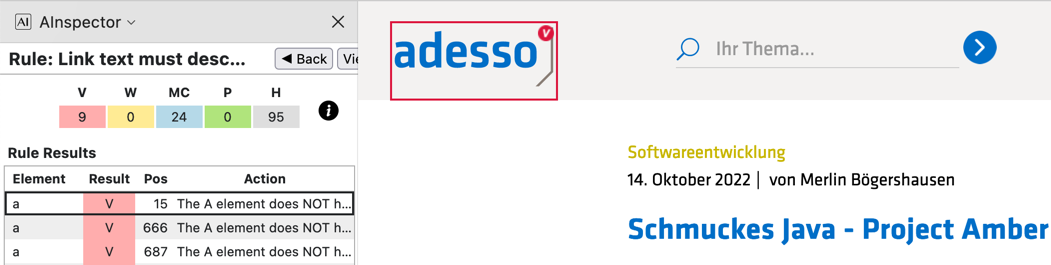 AI AInspector
Rule: Link text must desc... ◀ Back Vie
V W MC P H
9 0 24 0 95
i
Rule Results
Element Result Pos Action
a V 15 The A element does NOT h...
a V 666 The A element does NOT h...
a V 687 The A element does NOT h...
adesso V
Ihr Thema...
Softwareentwicklung
14. Oktober 2022 | von Merlin Bögershausen
Schmuckes Java - Project Amber